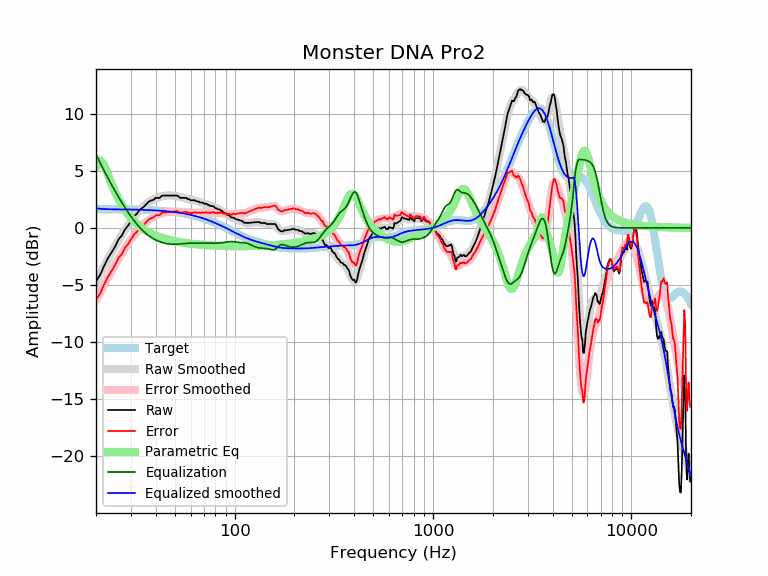 Monster DNA Pro2
Amplitude (dBr)
10
5
0
−5
−10
−15
−20
Target
Raw Smoothed
Error Smoothed
Raw
Error
Parametric Eq
Equalization
Equalized smoothed
100 1000 10000
Frequency (Hz)